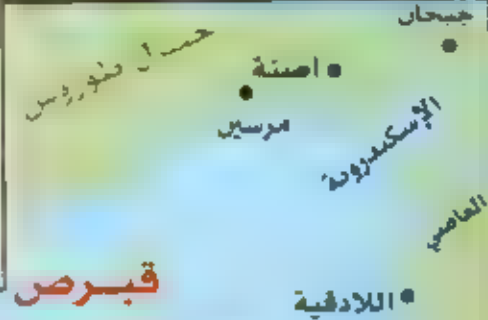 جيحان
جبال طوروس
اضنة
مرسين
الإسكندرونة
العاصي
قبرص
اللاذقية